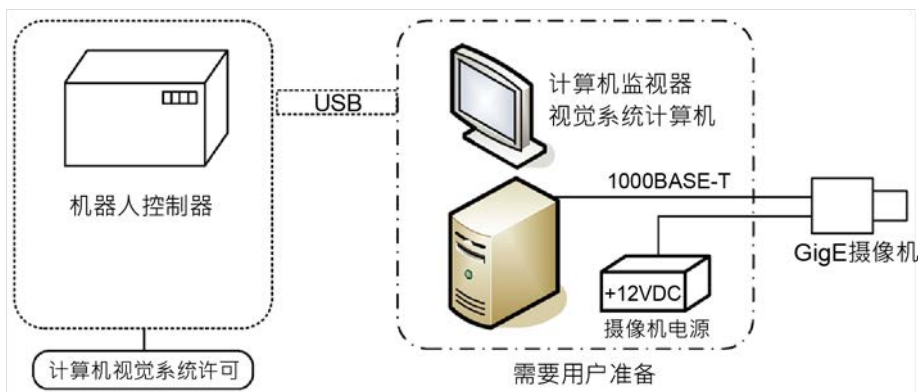 机器人控制器
计算机视觉系统许可
USB
计算机监视器
视觉系统计算机
1000BASE-T
+12VDC
摄像机电源
需要用户准备
GigE摄像机